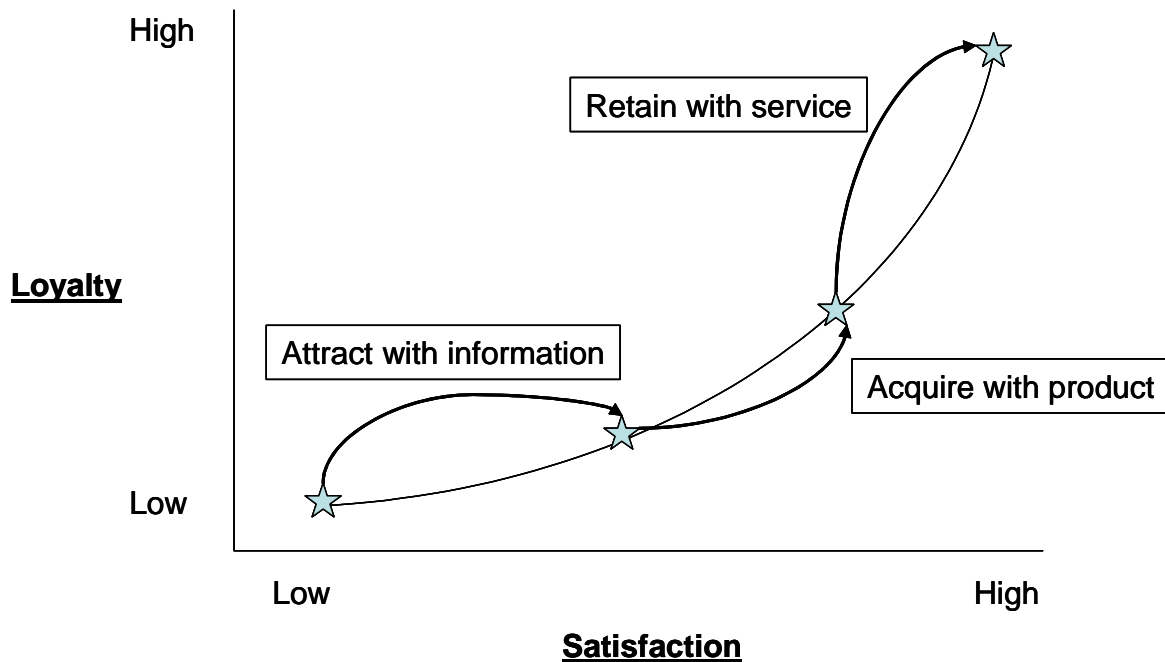 High
Retain with service
Loyalty
Attract with information
Acquire with product
Low
Low
High
Satisfaction